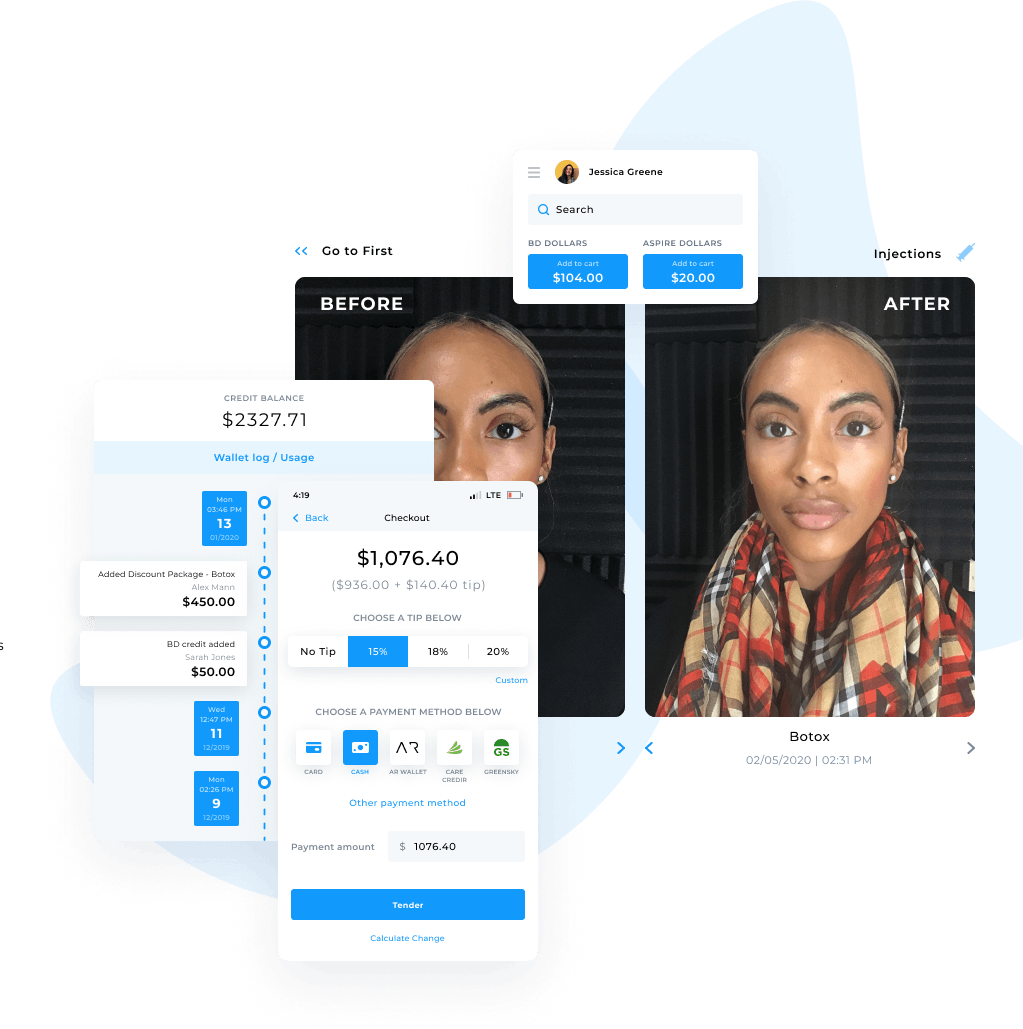 Jessica Greene
Search
BD DOLLARS
ASPIRE DOLLARS
Add to cart
$104.00
Add to cart
$20.00
Go to First
Injections
BEFORE
AFTER
CREDIT BALANCE
$2327.71
Wallet log / Usage
Mon
03:46 PM
13
01/2020
Added Discount Package - Botox
Alex Mann
$450.00
BD credit added
Sarah Jones
$50.00
Wed
12:47 PM
11
12/2019
Mon
02:26 PM
9
12/2019
4:19
LTE
Back
Checkout
$1,076.40
($936.00 + $140.40 tip)
CHOOSE A TIP BELOW
No Tip
15%
18%
20%
Custom
CHOOSE A PAYMENT METHOD BELOW
CARD
CASH
AR
AR WALLET
CARE
CREDIR
GS
GREENSKY
Other payment method
Payment amount
$ 1076.40
Tender
Calculate Change
Botox
02/05/2020 | 02:31 PM
s